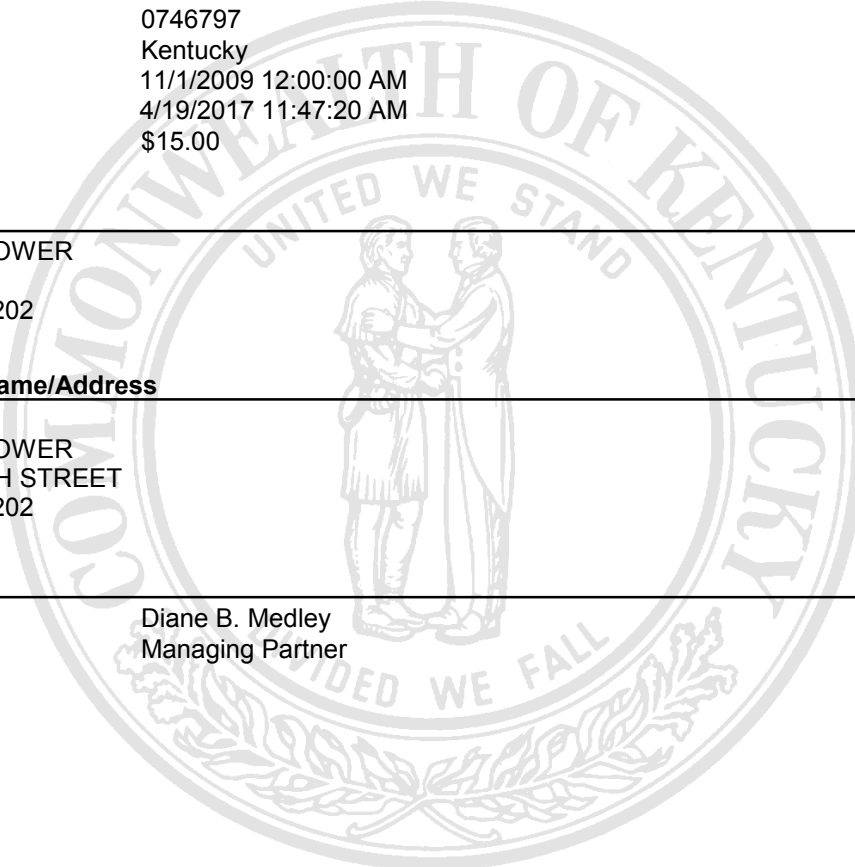 0746797
Kentucky
11/1/2009 12:00:00 AM
4/19/2017 11:47:20 AM
$15.00
COMMONWEALTH OF KENTUCKY
UNITED WE STAND
OWER
202
ame/Address
OWER
H STREET
202
Diane B. Medley
Managing Partner
DIVIDED WE FALL